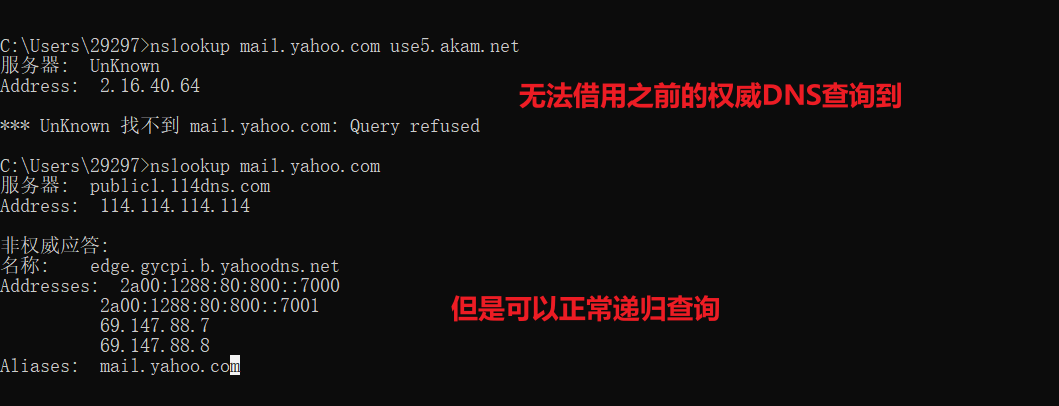 C:\Users\29297>nslookup mail.yahoo.com use5.akam.net
服务器:  UnKnown
Address:  2.16.40.64
无法借用之前的权威DNS查询到
*** UnKnown 找不到 mail.yahoo.com: Query refused
C:\Users\29297>nslookup mail.yahoo.com
服务器:  public1.114dns.com
Address:  114.114.114.114
非权威应答:
名称:    edge.gycpi.b.yahoodns.net
Addresses:  2a00:1288:80:800::7000
2a00:1288:80:800::7001
但是可以正常递归查询
69.147.88.7
69.147.88.8
Aliases:  mail.yahoo.com